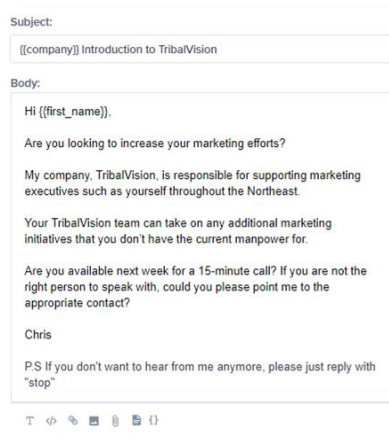 Subject:
{{company}} Introduction to TribalVision
Body:
Hi {{first_name}},
Are you looking to increase your marketing efforts?
My company, TribalVision, is responsible for supporting marketing
executives such as yourself throughout the Northeast.
Your TribalVision team can take on any additional marketing
initiatives that you don't have the current manpower for.
Are you available next week for a 15-minute call? If you are not the
right person to speak with, could you please point me to the
appropriate contact?
Chris
P.S If you don't want to hear from me anymore, please just reply with
"stop"